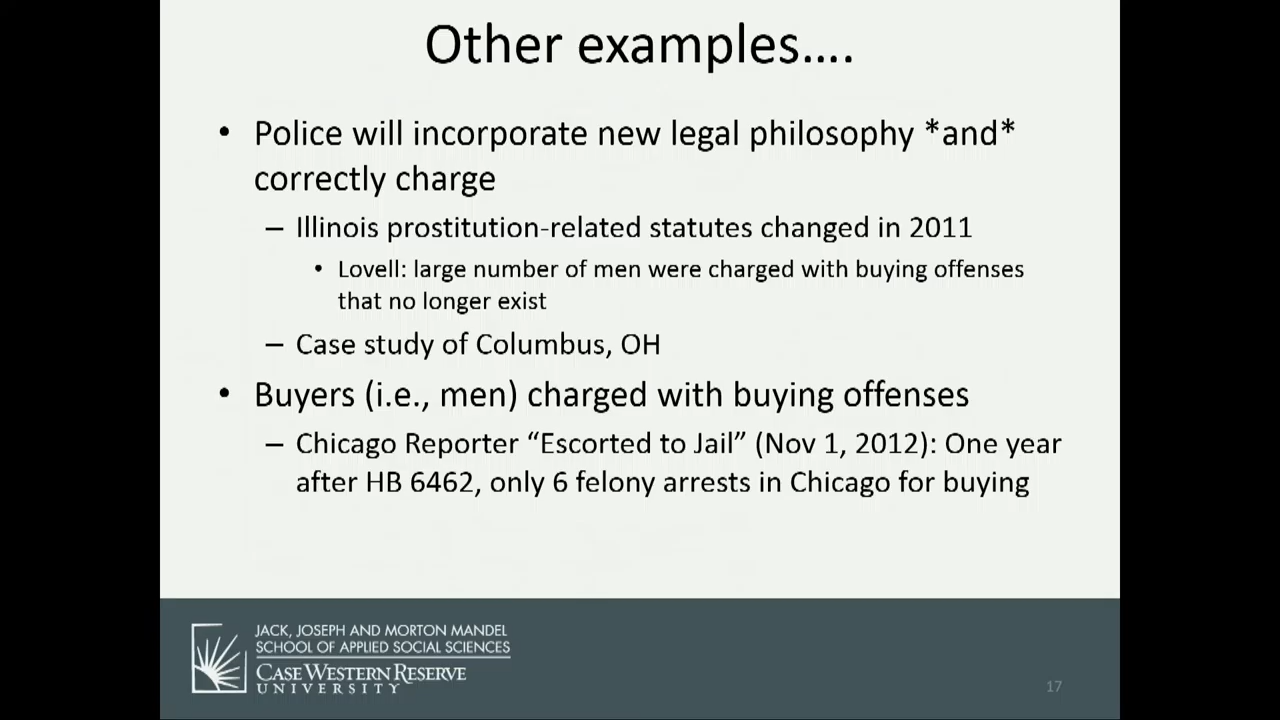 Other examples....
• Police will incorporate new legal philosophy *and*
correctly charge
– Illinois prostitution-related statutes changed in 2011
• Lovell: large number of men were charged with buying offenses
that no longer exist
– Case study of Columbus, OH
• Buyers (i.e., men) charged with buying offenses
– Chicago Reporter “Escorted to Jail” (Nov 1, 2012): One year
after HB 6462, only 6 felony arrests in Chicago for buying
JACK, JOSEPH AND MORTON MANDEL
SCHOOL OF APPLIED SOCIAL SCIENCES
CASE WESTERN RESERVE
UNIVERSITY
17